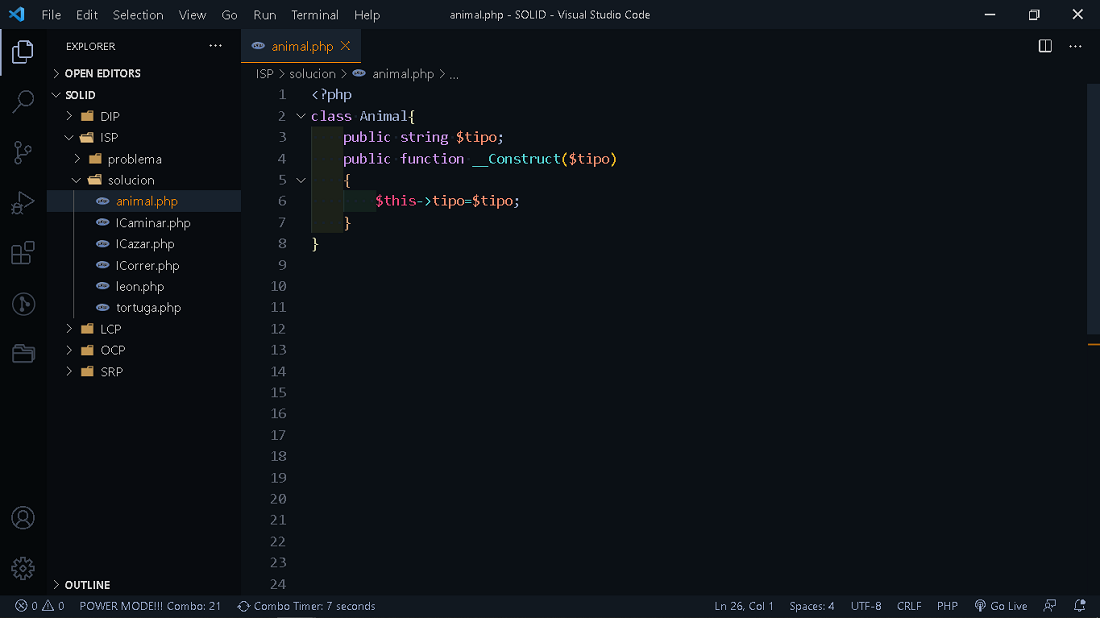 File Edit Selection View Go Run Terminal Help animal.php - SOLID - Visual Studio Code
EXPLORER
OPEN EDITORS
SOLID
DIP
ISP
problema
solucion
animal.php
ICaminar.php
ICazar.php
ICorrer.php
leon.php
tortuga.php
LCP
OCP
SRP
OUTLINE
animal.php
ISP > solucion > animal.php > ...
1 <?php
2 class Animal{
3 public string $tipo;
4 public function __Construct($tipo)
5 {
6 $this->tipo=$tipo;
7 }
8 }
9
10
11
12
13
14
15
16
17
18
19
20
21
22
23
24
0 0 POWER MODE!!! Combo: 21 Combo Timer: 7 seconds Ln 26, Col 1 Spaces: 4 UTF-8 CRLF PHP Go Live